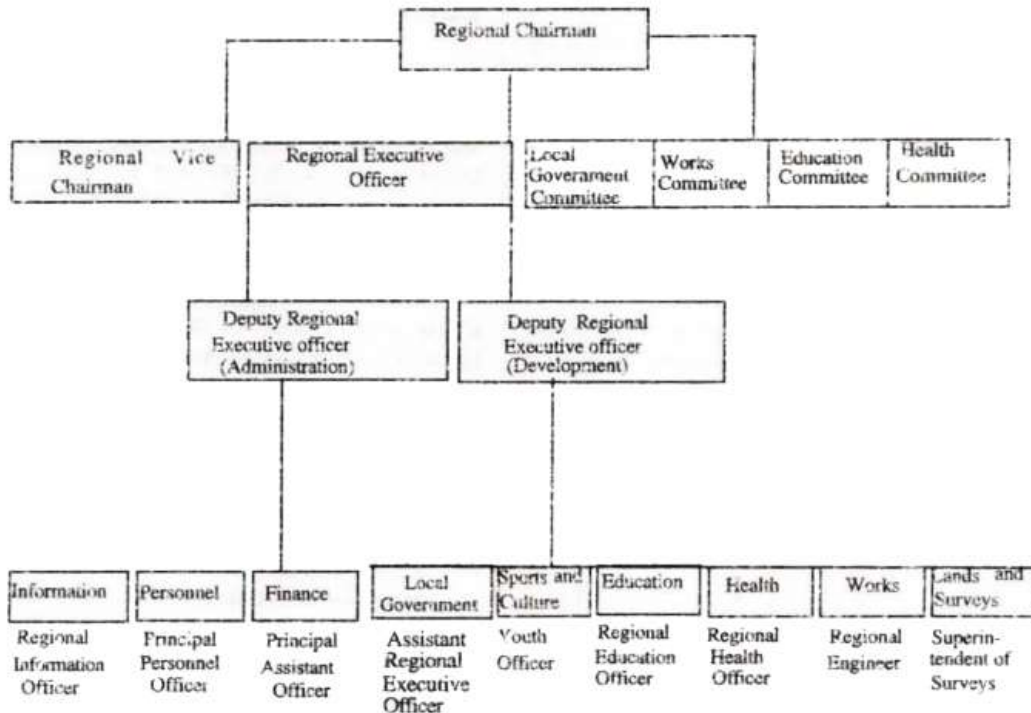 Regional Chairman
Regional Vice
Chairman
Regional Executive
Officer
Local
Government
Committee
Works
Committee
Education
Committee
Health
Committee
Deputy Regional
Executive officer
(Administration)
Deputy Regional
Executive officer
(Development)
Information
Personnel
Finance
Local
Government
Sports and
Culture
Education
Health
Works
Lands and
Surveys
Regional
Information
Officer
Principal
Personnel
Officer
Principal
Assistant
Officer
Assistant
Regional
Executive
Officer
Youth
Officer
Regional
Education
Officer
Regional
Health
Officer
Regional
Engineer
Superin-
tendent of
Surveys